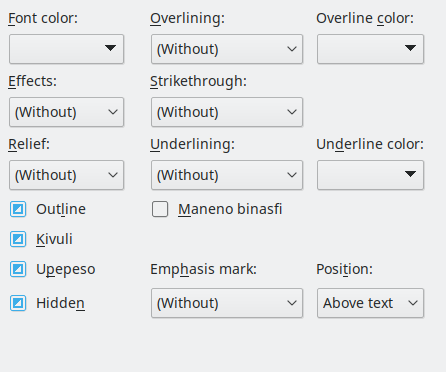 Font color: Overlining: Overline color:
(Without)
Effects: Strikethrough:
(Without) (Without)
Relief: Underlining: Underline color:
(Without) (Without)
Outline Maneno binasfi
Kivuli
Upepeso Emphasis mark: Position:
Hidden (Without) Above text